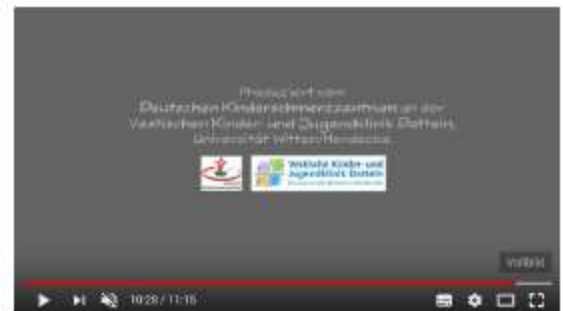 Produziert vom
Deutschen Kinderschmerzzentrum an der
Vestischen Kinder- und Jugendklinik Datteln,
Universität Witten/Herdecke
Vestische Kinder- und
Jugendklinik Datteln
Vollbild
10:28 / 11:15